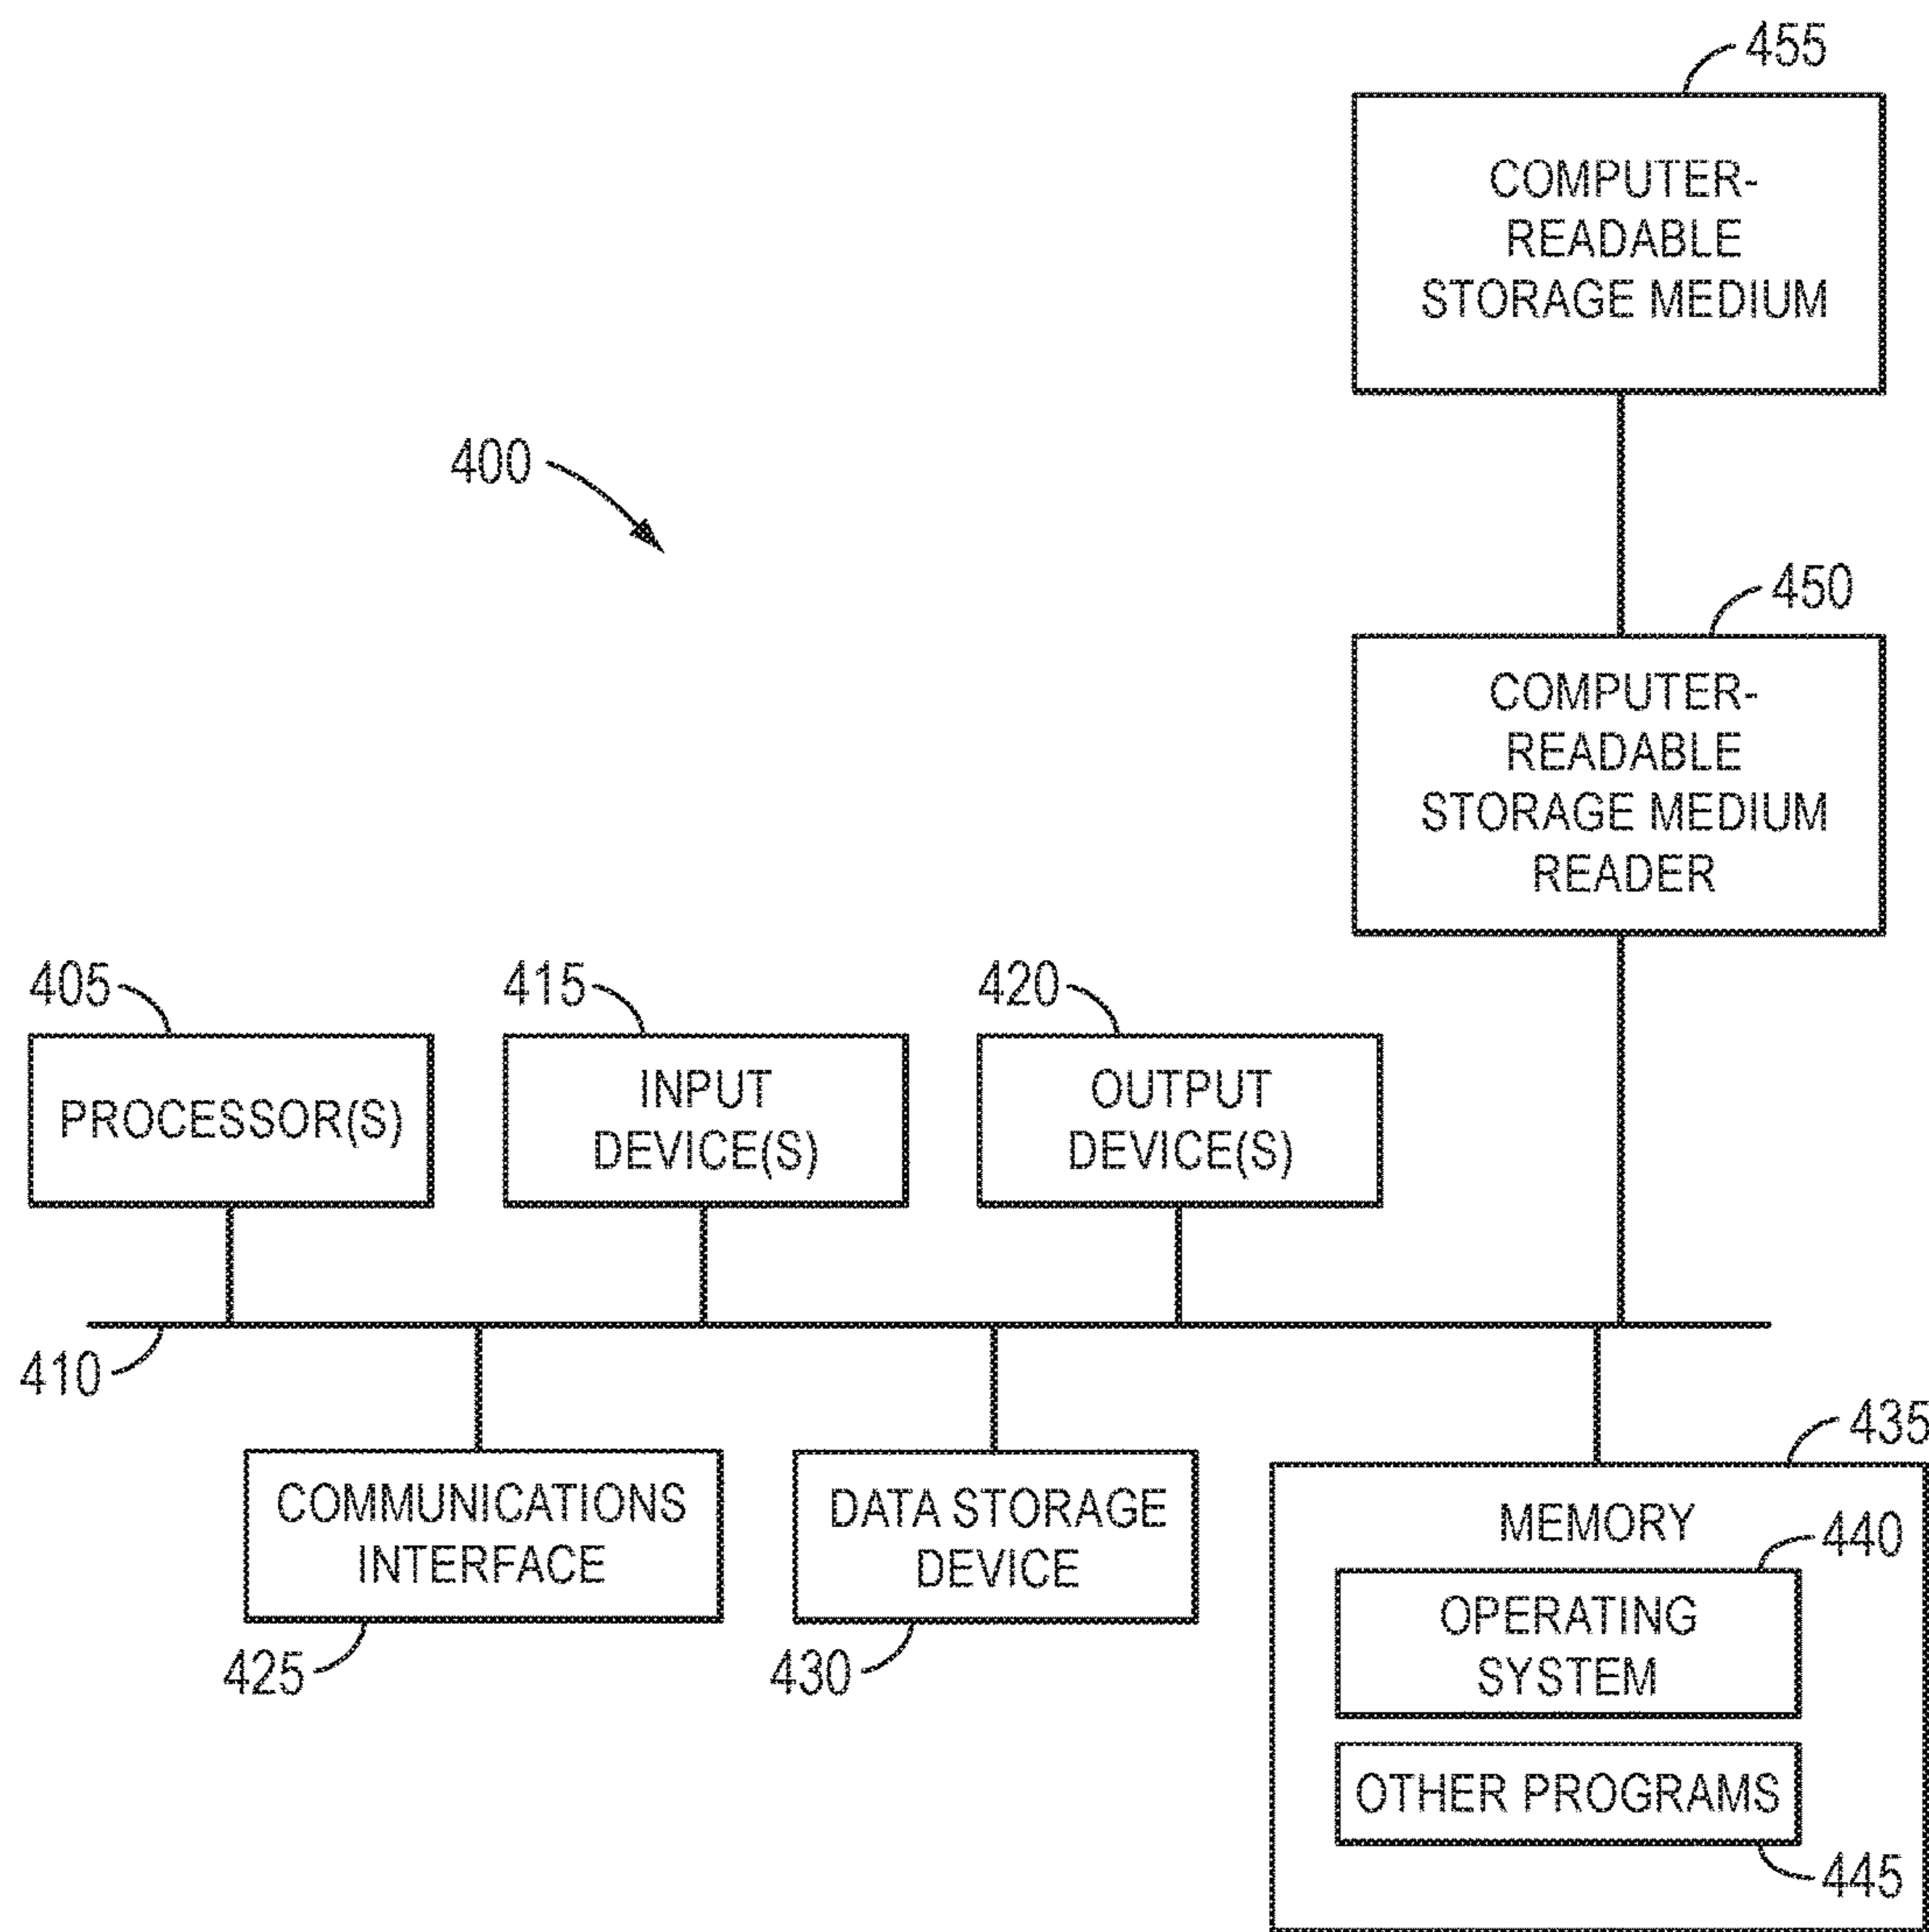 455
COMPUTER-
READABLE
STORAGE MEDIUM
400
450
COMPUTER-
READABLE
STORAGE MEDIUM
READER
405
PROCESSOR(S)
415
INPUT
DEVICE(S)
420
OUTPUT
DEVICE(S)
410
COMMUNICATIONS
INTERFACE
425
DATA STORAGE
DEVICE
430
435
MEMORY
440
OPERATING
SYSTEM
OTHER PROGRAMS
445